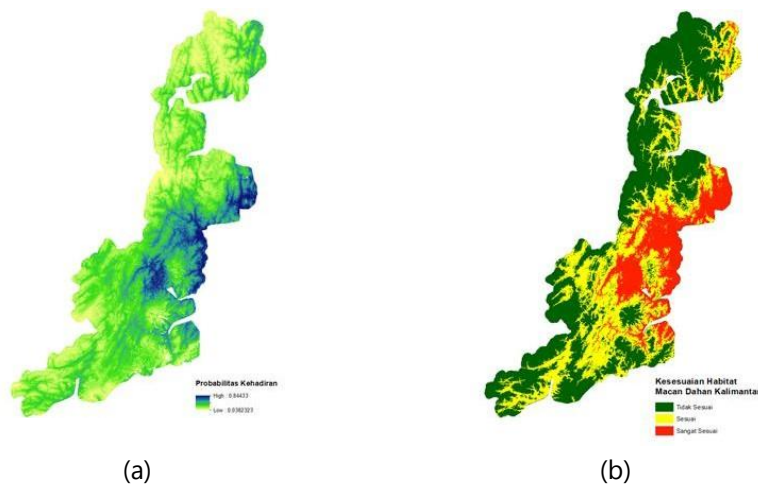 Probabilitas Kehadiran
High : 0.84433
Low : 0.0382323
(a)
Kesesuaian Habitat
Macan Dahan Kalimantan
Tidak Sesuai
Sesuai
Sangat Sesuai
(b)